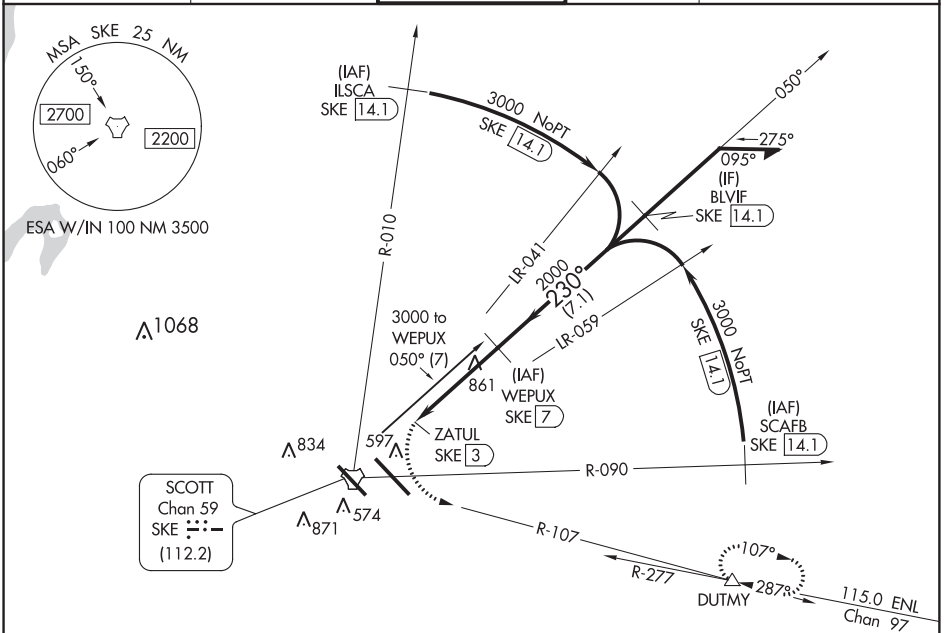 MSA SKE 25 NM
150°
2700
2200
060°
ESA W/IN 100 NM 3500
(IAF)
ILSCA
SKE 14.1
3000 NoPT
SKE 14.1
050°
275°
095°
(IF)
BLVIF
SKE 14.1
R-010
LR-041
2000
230°
(7.1)
LR-059
3000 NoPT
SKE 14.1
1068
3000 to
WEPUX
050° (7)
861
(IAF)
WEPUX
SKE 7
(IAF)
SCAFB
SKE 14.1
834
597
ZATUL
SKE 3
R-090
SCOTT
Chan 59
SKE
(112.2)
871
574
R-107
R-277
107°
287°
DUTMY
115.0 ENL
Chan 97